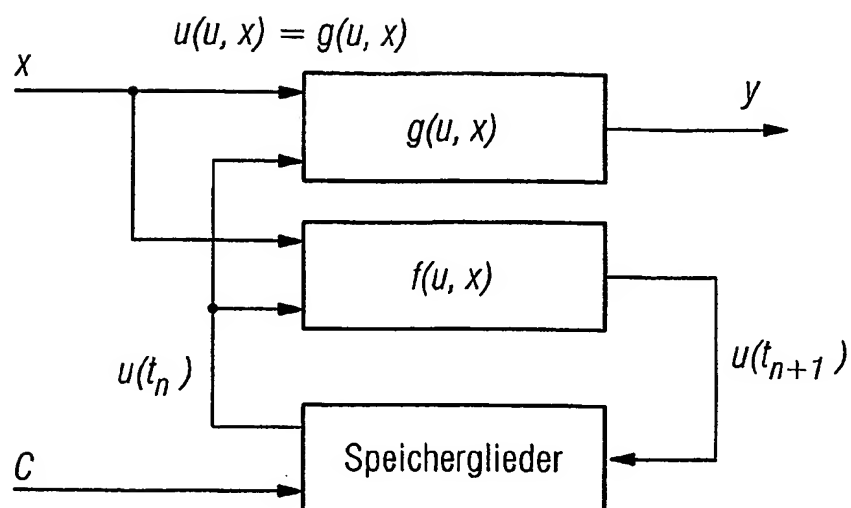 u(u, x) = g(u, x)
x
y
g(u, x)
f(u, x)
u(tₙ)
u(tₙ₊₁)
Speicherglieder
C